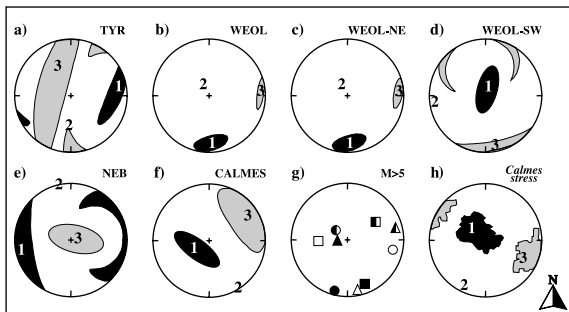 a) TYR b) WEOL c) WEOL-NE d) WEOL-SW
3 1 2
2 3 1
2 3 1
2 1 3
e) NEB f) CALMES g) M>5 h) Calmes stress
2 1 3
3 1 2
1 3 2
N